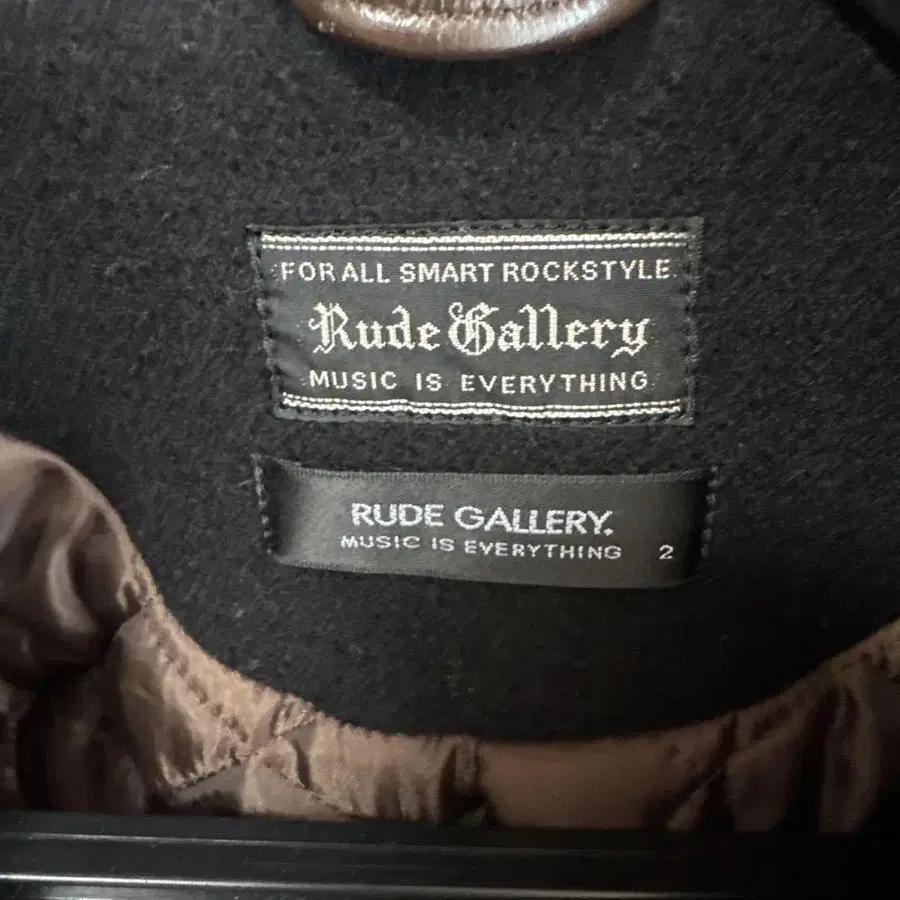 FOR ALL SMART ROCKSTYLE.
Rude Gallery
MUSIC IS EVERYTHING
RUDE GALLERY.
MUSIC IS EVERYTHING 2